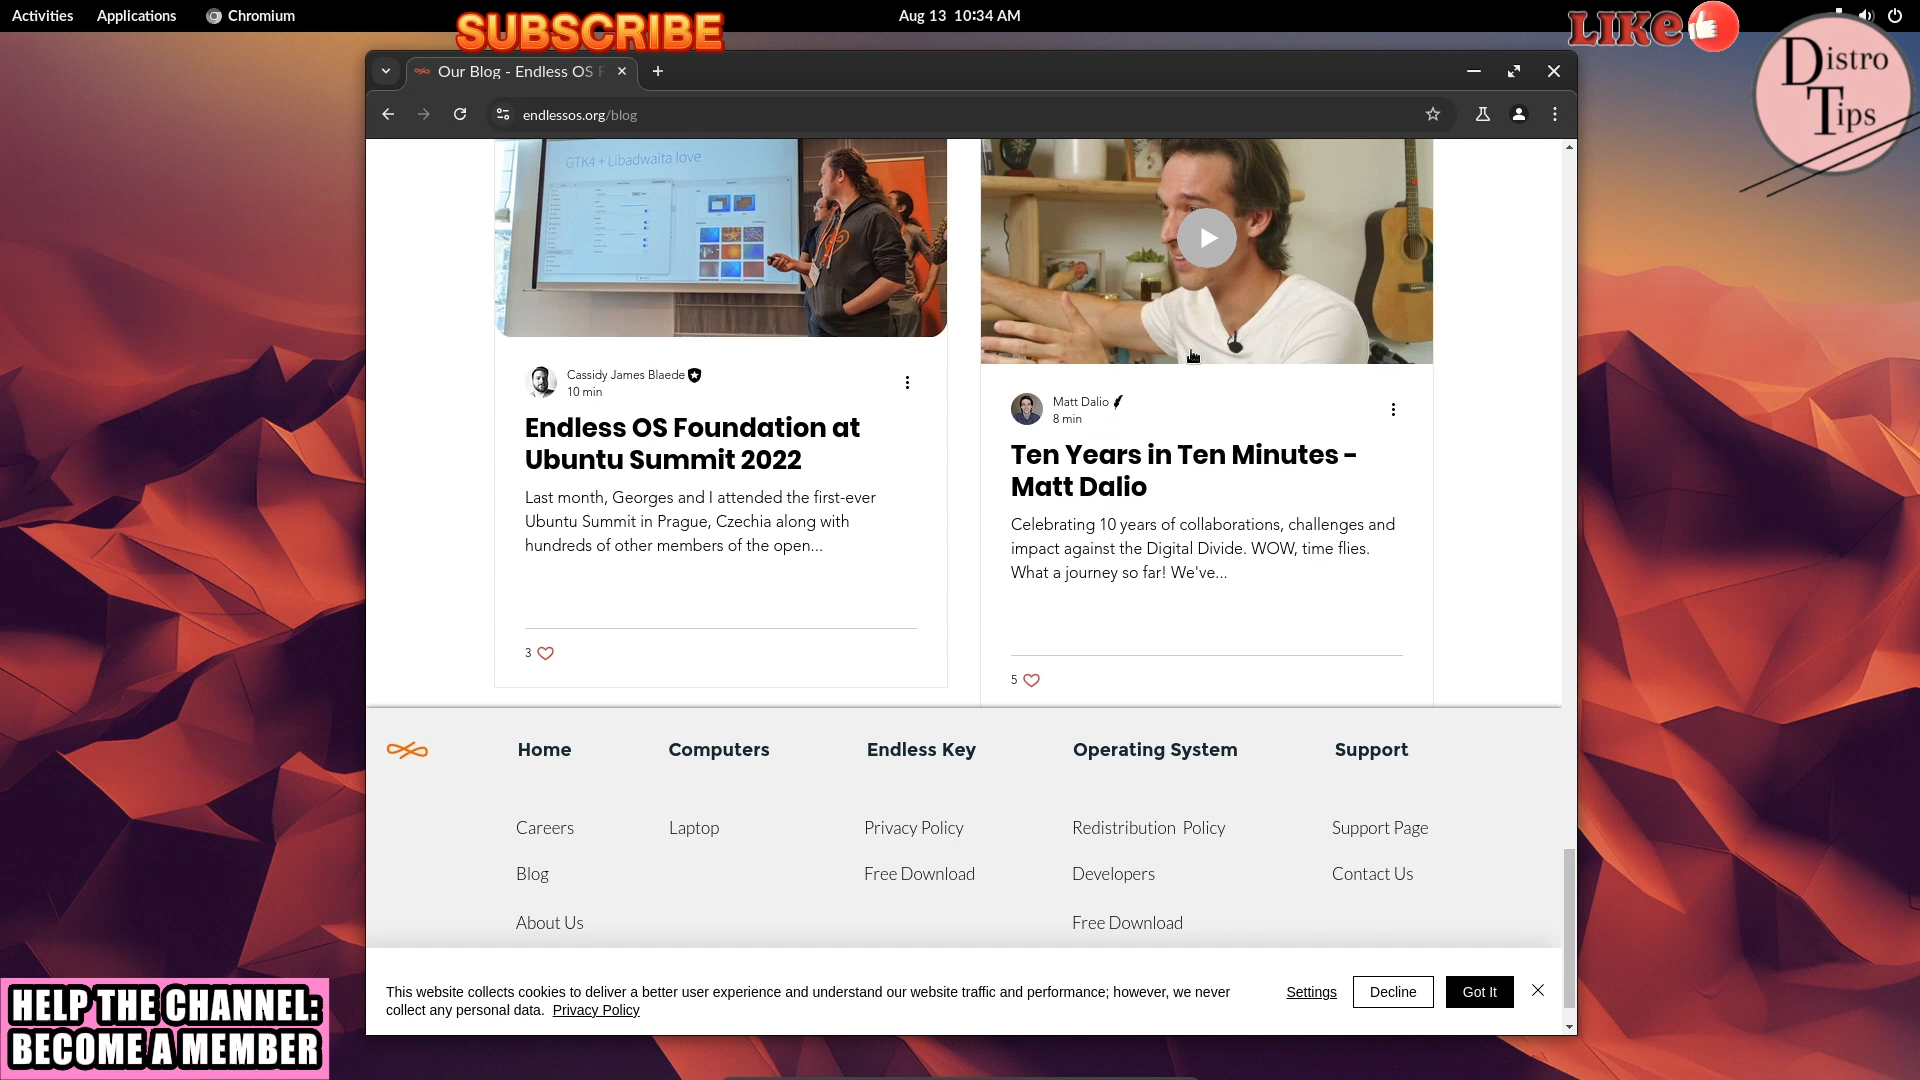 Activities Applications Chromium Aug 13 10:34 AM
SUBSCRIBE
LIKE
Distro
Tips
Our Blog - Endless OS F
endlessos.org/blog
GTK4 + Libadwaita love
Cassidy James Blaede
10 min
Endless OS Foundation at
Ubuntu Summit 2022
Last month, Georges and I attended the first-ever
Ubuntu Summit in Prague, Czechia along with
hundreds of other members of the open...
3
Matt Dalio
8 min
Ten Years in Ten Minutes -
Matt Dalio
Celebrating 10 years of collaborations, challenges and
impact against the Digital Divide. WOW, time flies.
What a journey so far! We've...
5
Home Computers Endless Key Operating System Support
Careers Laptop Privacy Policy Redistribution Policy Support Page
Blog Free Download Developers Contact Us
About Us Free Download
This website collects cookies to deliver a better user experience and understand our website traffic and performance; however, we never
collect any personal data. Privacy Policy
Settings Decline Got It
HELP THE CHANNEL:
BECOME A MEMBER